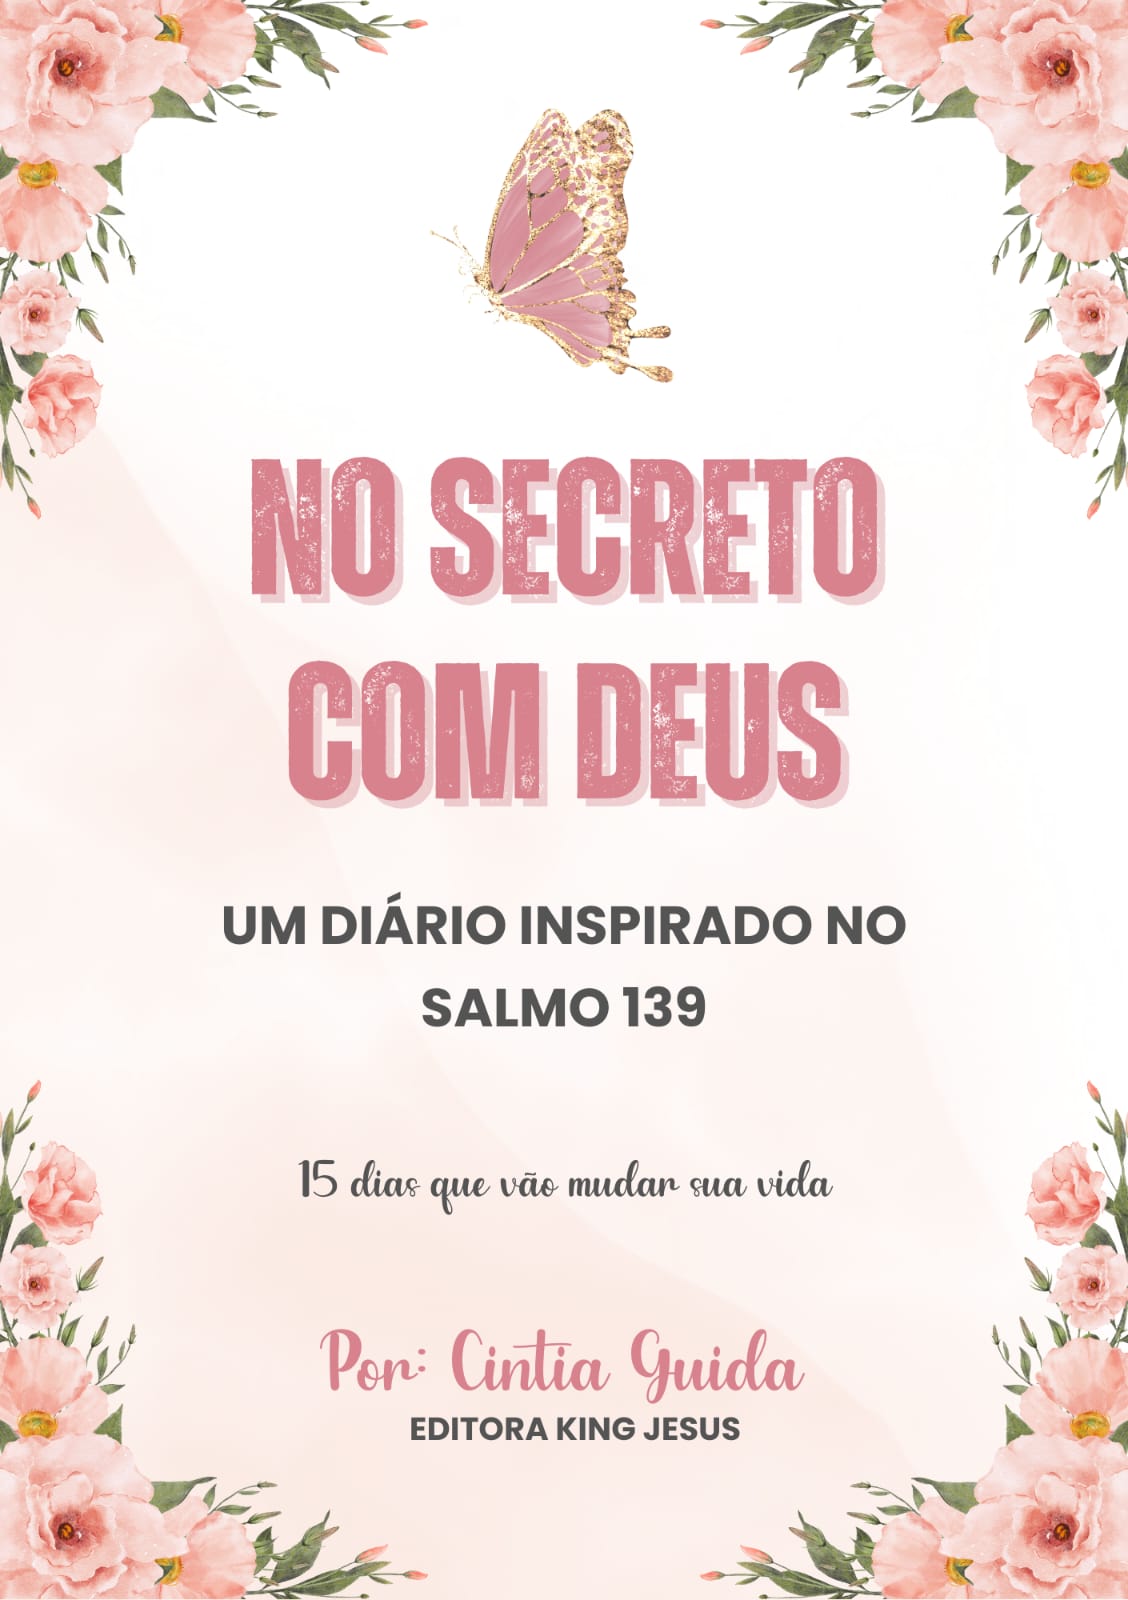 NO SECRETO
COM DEUS
UM DIÁRIO INSPIRADO NO
SALMO 139
15 dias que vão mudar sua vida
Por: Cintia Guida
EDITORA KING JESUS